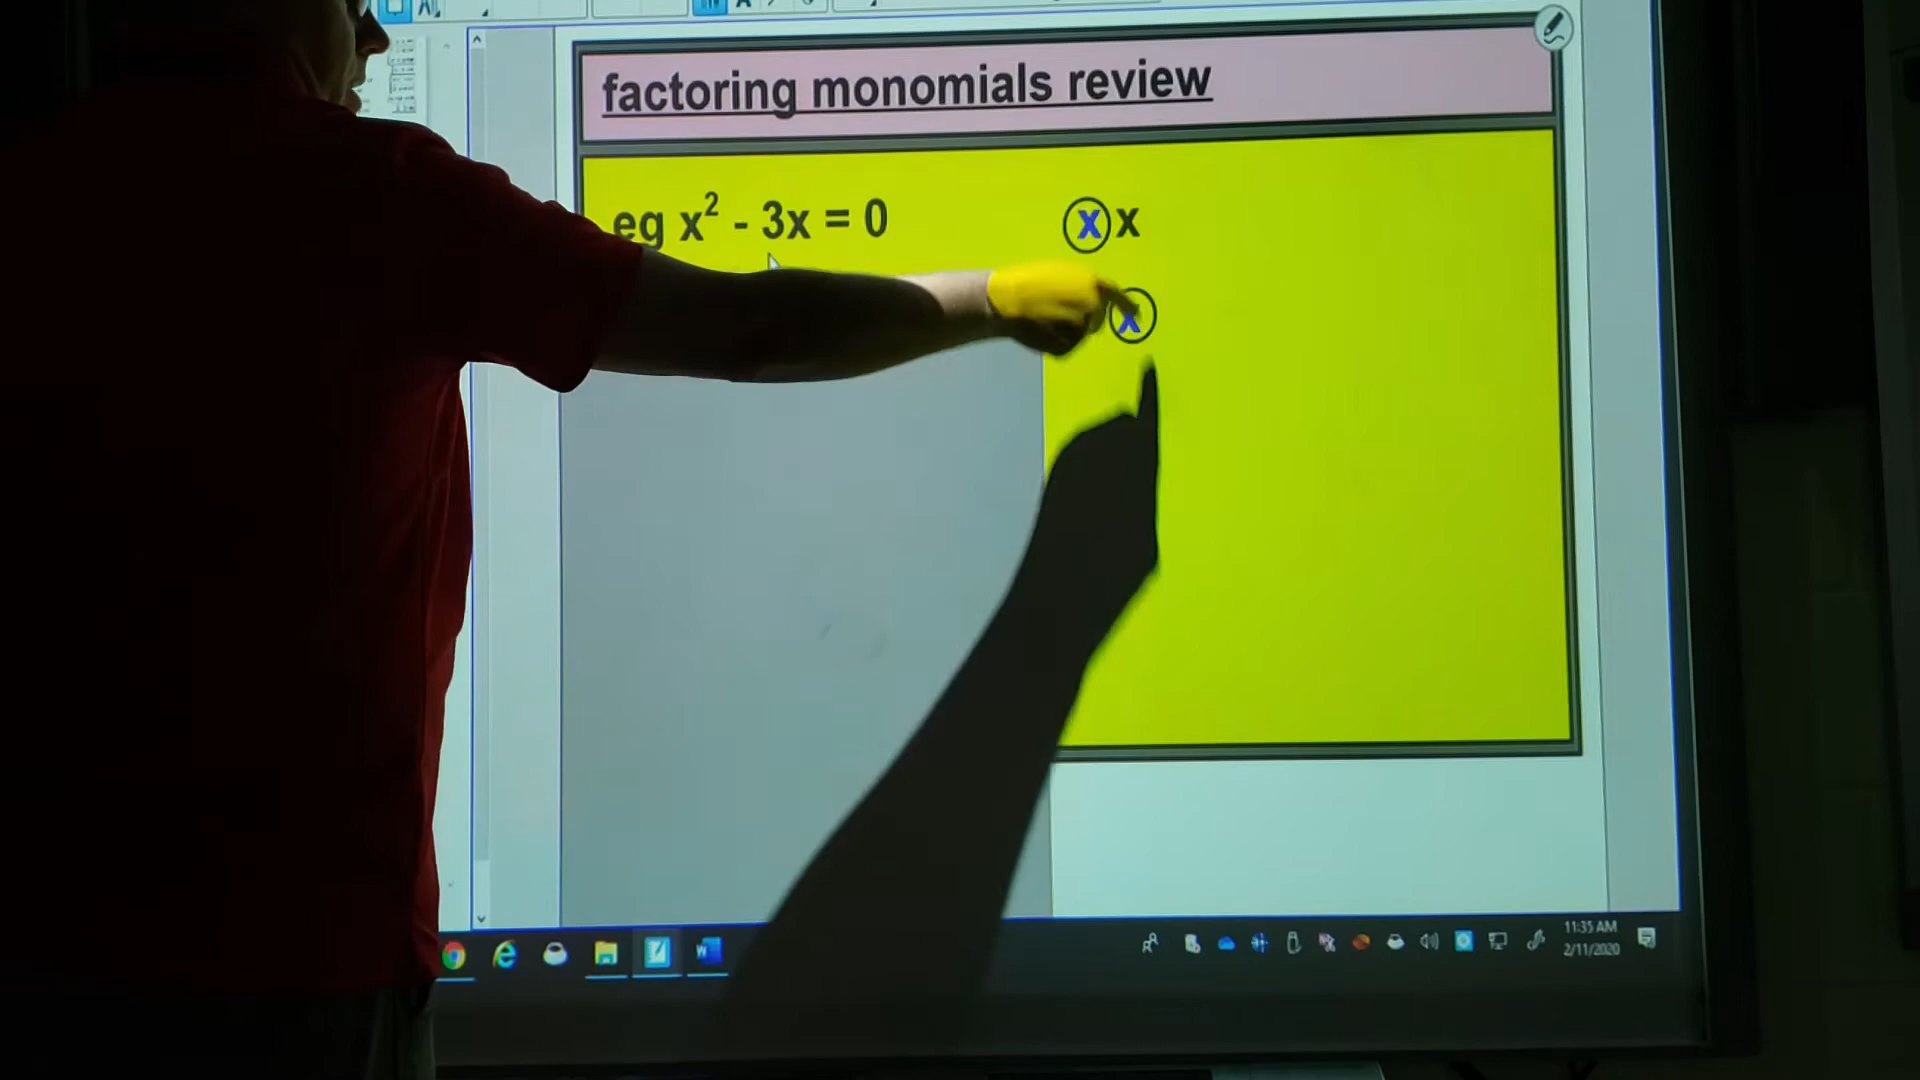 factoring monomials review
eg x² - 3x = 0
x x
x
11:35 AM
2/11/2020